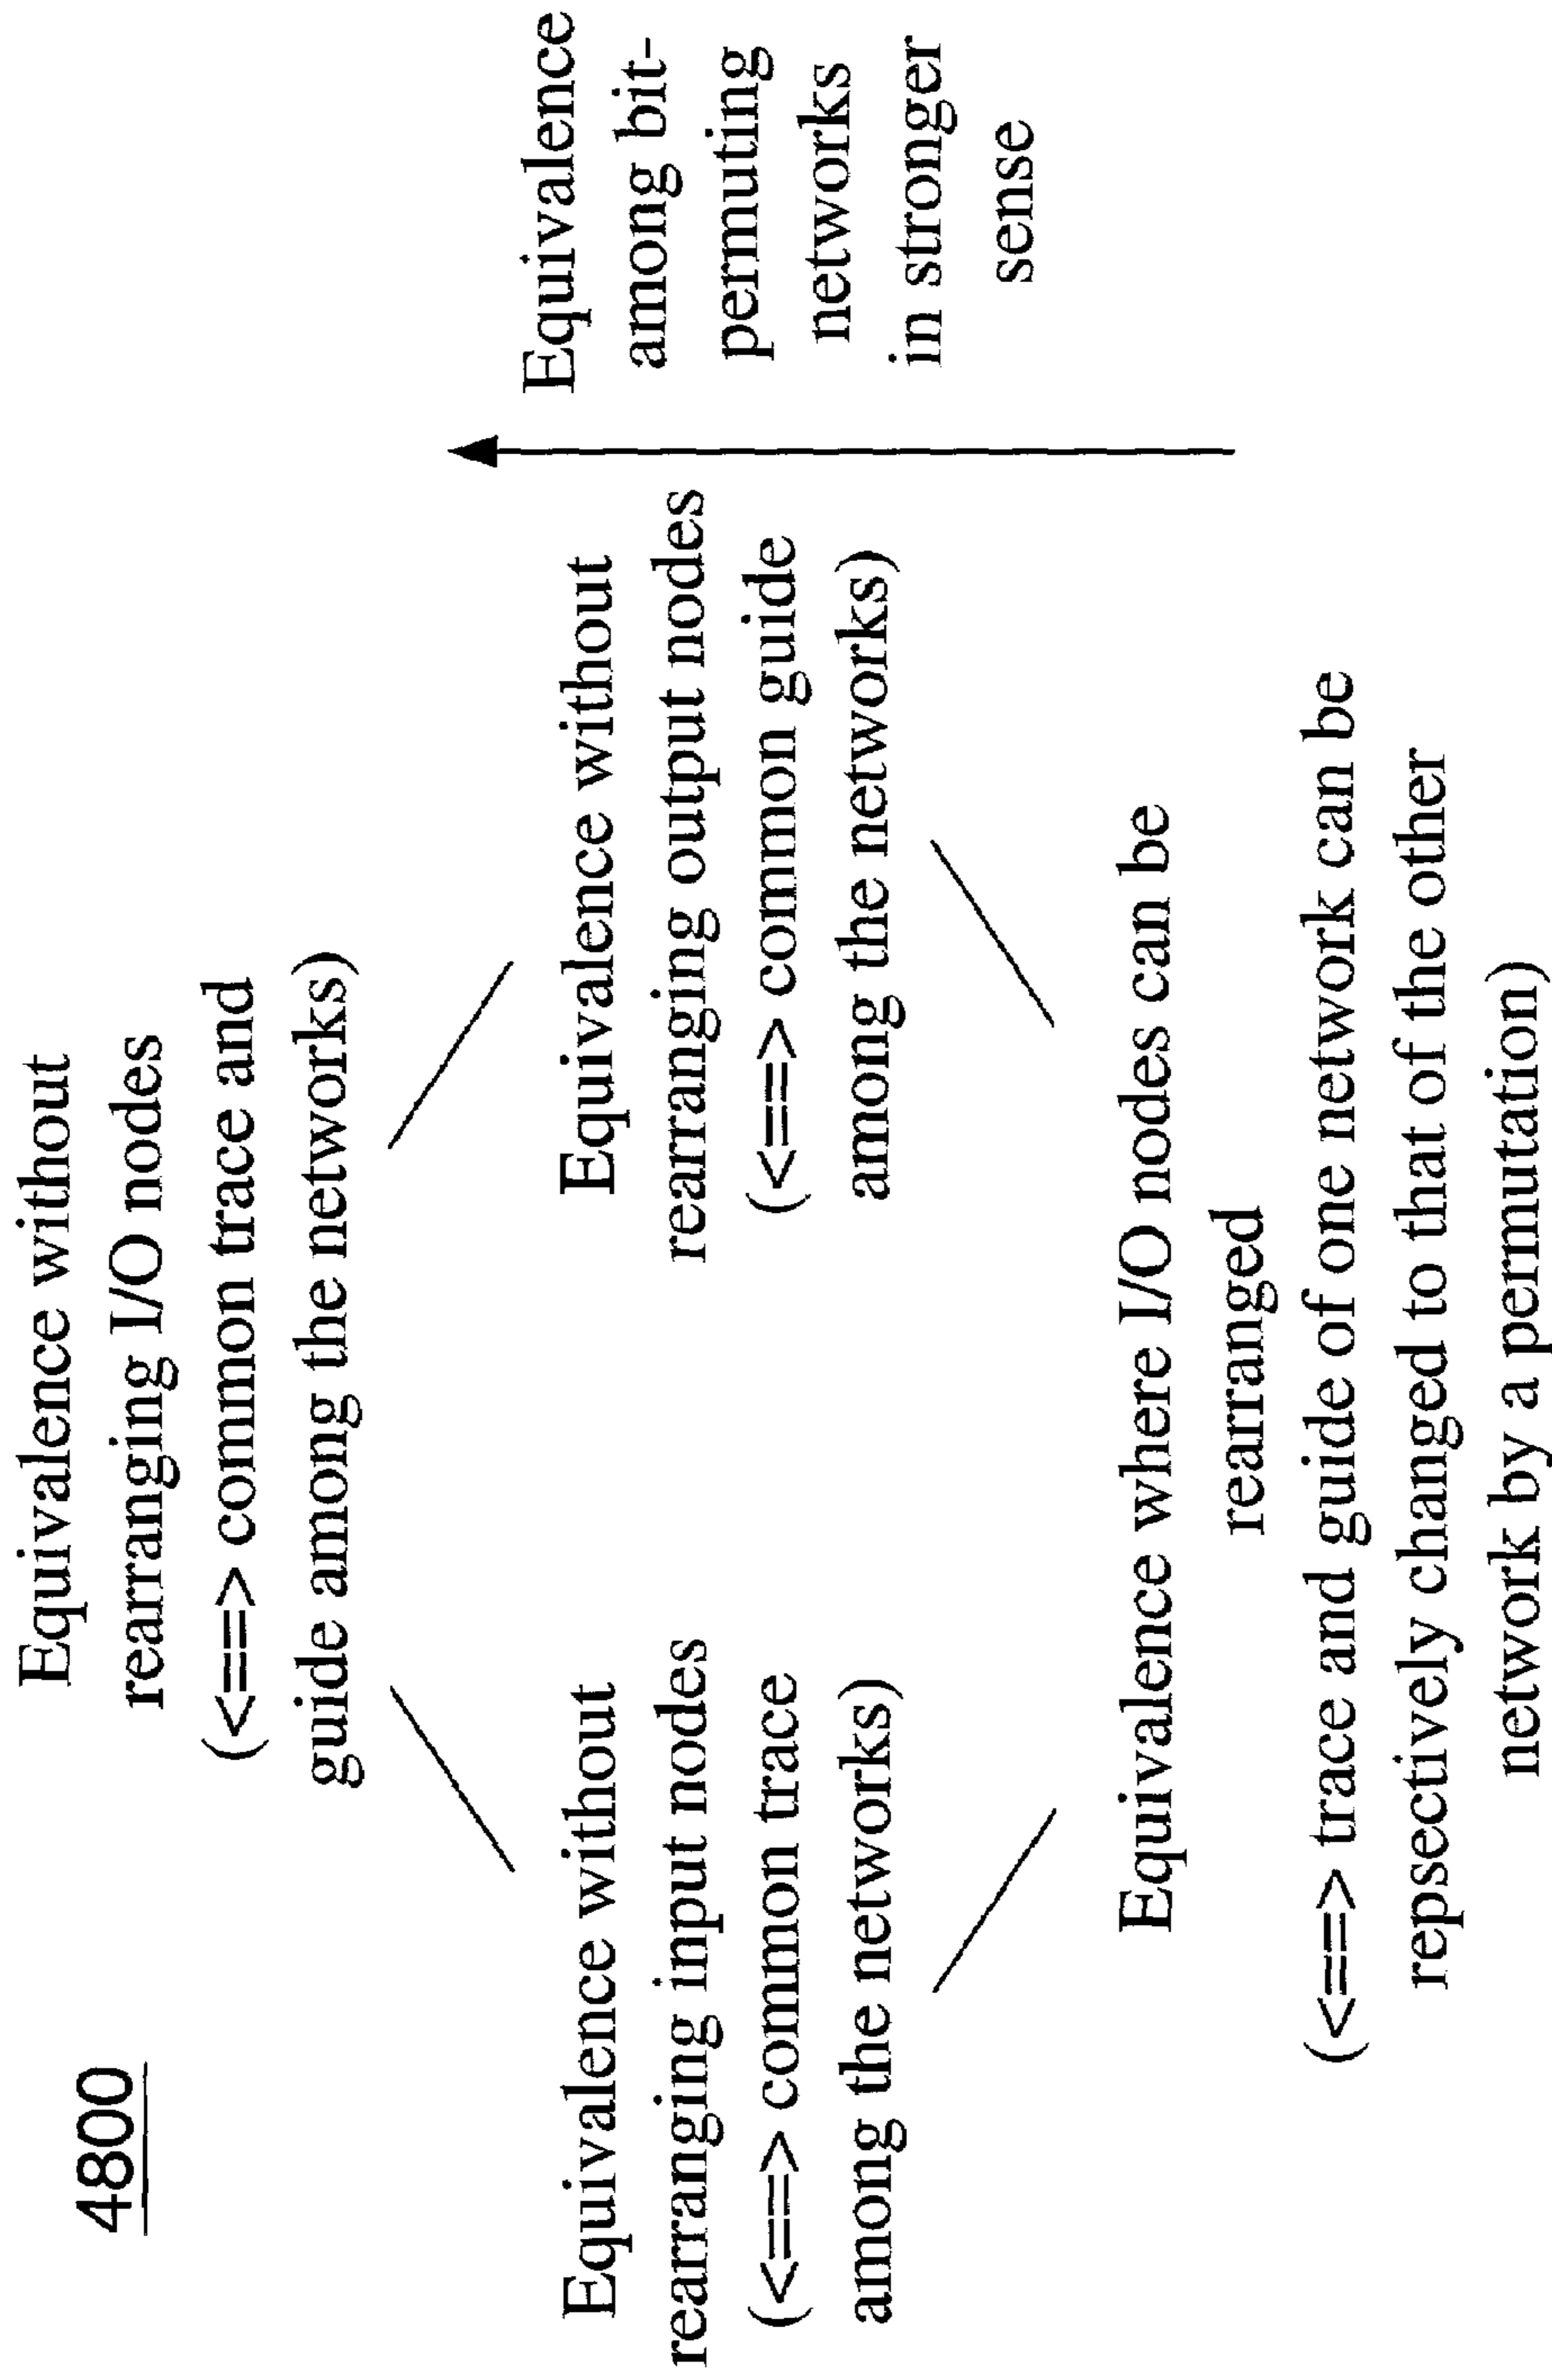 4800
Equivalence without
rearranging I/O nodes
(<==> common trace and
guide among the networks)
Equivalence without
rearranging input nodes
(<==> common trace
among the networks)
Equivalence without
rearranging output nodes
(<==> common guide
among the networks)
Equivalence where I/O nodes can be
rearranged
(<==> trace and guide of one network can be
repsectively changed to that of the other
network by a permutation)
Equivalence
among bit-
permuting
networks
in stronger
sense